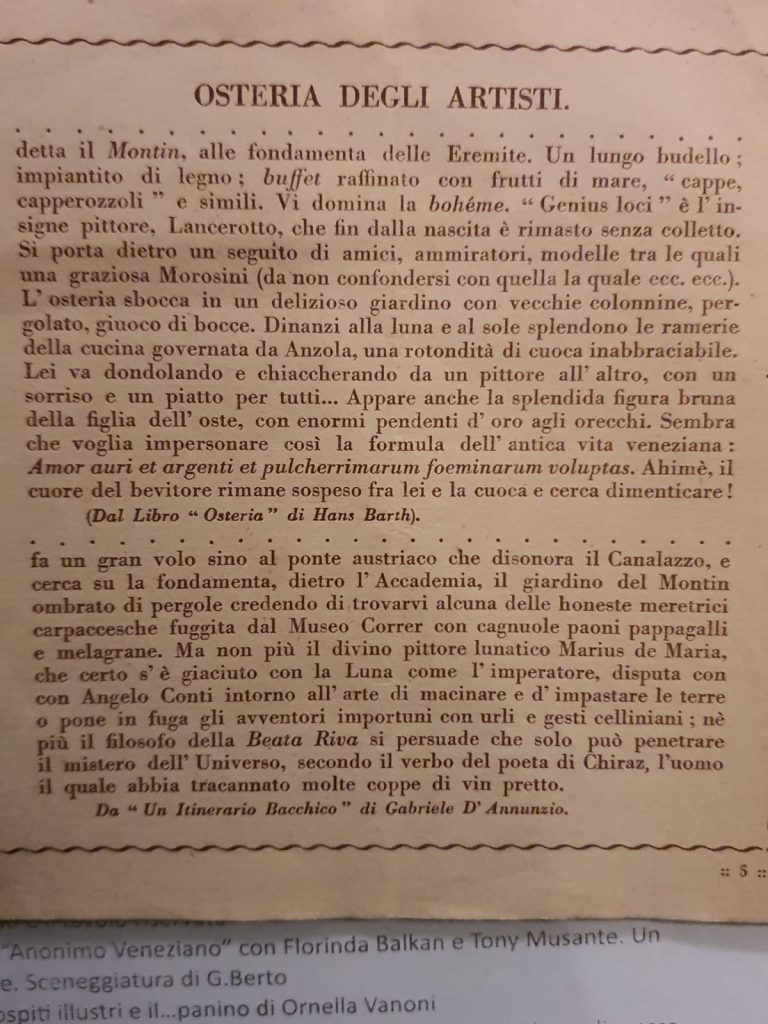 OSTERIA DEGLI ARTISTI.
. . . . . . . . . . . . . . . . . . . . . . . .
detta il Montin, alle fondamenta delle Eremite. Un lungo budello ;
impiantito di legno ; buffet raffinato con frutti di mare, “ cappe,
capperozzoli ” e simili. Vi domina la bohéme. “ Genius loci ” è l' in-
signe pittore, Lancerotto, che fin dalla nascita è rimasto senza colletto.
Si porta dietro un seguito di amici, ammiratori, modelle tra le quali
una graziosa Morosini (da non confondersi con quella la quale ecc. ecc.).
L' osteria sbocca in un delizioso giardino con vecchie colonnine, per-
golato, giuoco di bocce. Dinanzi alla luna e al sole splendono le ramerie
della cucina governata da Anzola, una rotondità di cuoca inabbraciabile.
Lei va dondolando e chiaccherando da un pittore all' altro, con un
sorriso e un piatto per tutti... Appare anche la splendida figura bruna
della figlia dell' oste, con enormi pendenti d' oro agli orecchi. Sembra
che voglia impersonare così la formula dell' antica vita veneziana :
Amor auri et argenti et pulcherrimarum foeminarum voluptas. Ahimè, il
cuore del bevitore rimane sospeso fra lei e la cuoca e cerca dimenticare !
(Dal Libro “ Osteria ” di Hans Barth).
. . . . . . . . . . . . . . . . . . . . . . . .
fa un gran volo sino al ponte austriaco che disonora il Canalazzo, e
cerca su la fondamenta, dietro l' Accademia, il giardino del Montin
ombrato di pergole credendo di trovarvi alcuna delle honeste meretrici
carpaccesche fuggita dal Museo Correr con cagnuole paoni pappagalli
e melagrane. Ma non più il divino pittore lunatico Marius de Maria,
che certo s' è giaciuto con la Luna come l' imperatore, disputa con
con Angelo Conti intorno all' arte di macinare e d' impastare le terre
o pone in fuga gli avventori importuni con urli e gesti celliniani ; nè
più il filosofo della Beata Riva si persuade che solo può penetrare
il mistero dell' Universo, secondo il verbo del poeta di Chiraz, l'uomo
il quale abbia tracannato molte coppe di vin pretto.
Da “ Un Itinerario Bacchico ” di Gabriele D' Annunzio.
:: 5 ::
“Anonimo Veneziano” con Florinda Balkan e Tony Musante. Un
e. Sceneggiatura di G.Berto
ospiti illustri e il...panino di Ornella Vanoni